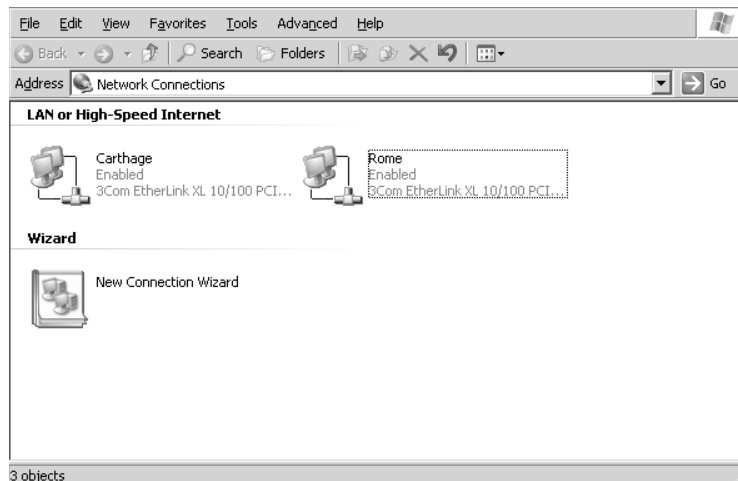 File Edit View Favorites Tools Advanced Help
Back Search Folders
Address Network Connections Go
LAN or High-Speed Internet
Carthage
Enabled
3Com EtherLink XL 10/100 PCI...
Rome
Enabled
3Com EtherLink XL 10/100 PCI...
Wizard
New Connection Wizard
3 objects